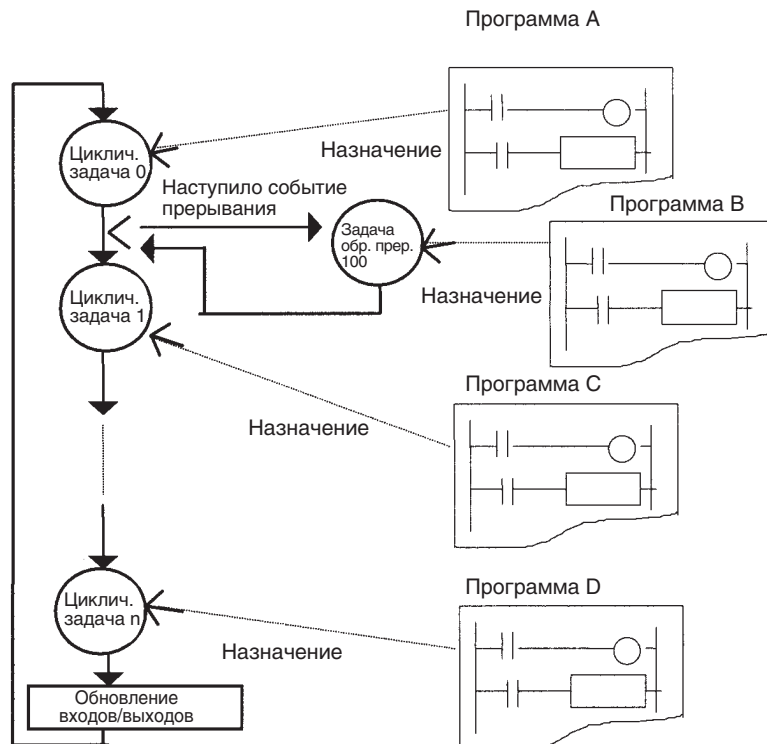 Программа A
Циклич.
задача 0
Назначение
Наступило событие
прерывания
Программа B
Задача
обр. прер.
100
Назначение
Циклич.
задача 1
Программа C
Назначение
Программа D
Циклич.
задача n
Назначение
Обновление
входов/выходов